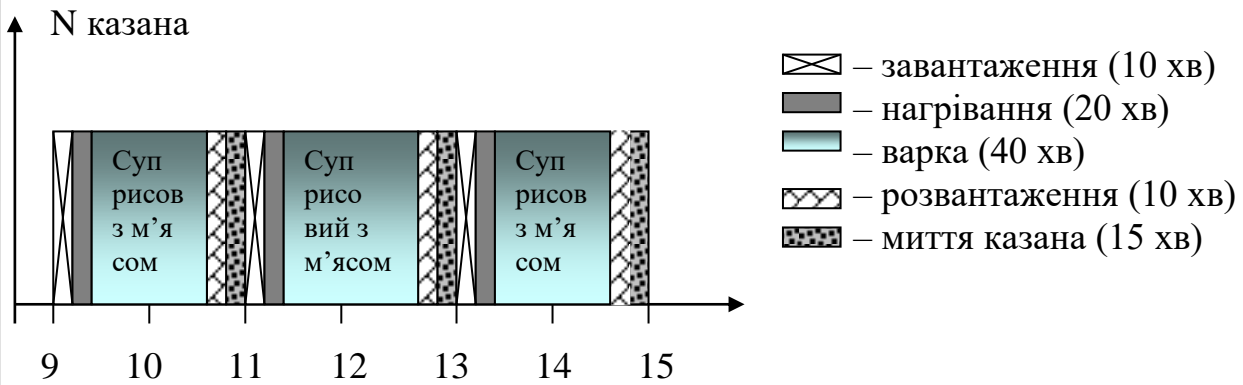 N казана
– завантаження (10 хв)
– нагрівання (20 хв)
– варка (40 хв)
– розвантаження (10 хв)
– миття казана (15 хв)
Суп
рисов
з м’я
сом
Суп
рисо
вий з
м’ясом
Суп
рисов
з м’я
сом
9 10 11 12 13 14 15